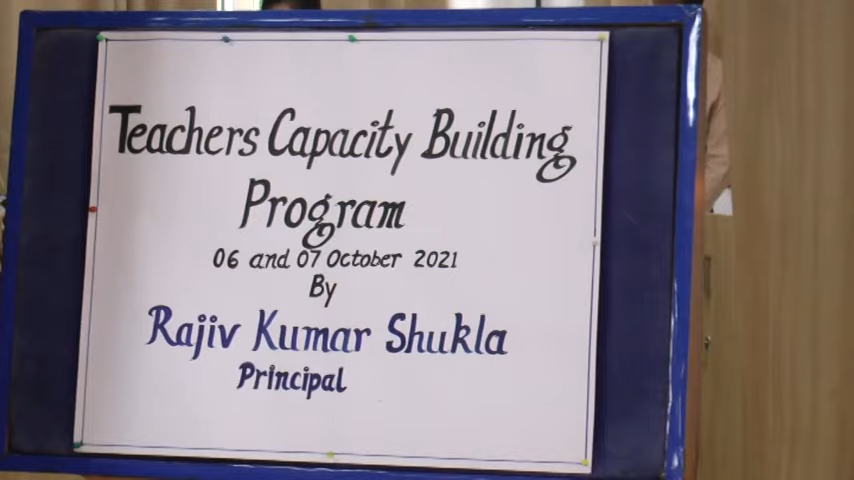 Teachers Capacity Building
Program
06 and 07 October 2021
By
Rajiv Kumar Shukla
Principal